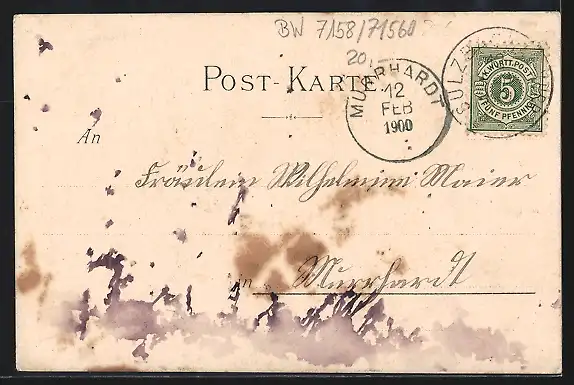 BW 7158/71560
20,—
POST-KARTE
MURRHARDT
12
FEB
1900
SULZ
K. WÜRTT. POST
5
FÜNF PFENNIG
An
Fräulein Wilhelmine Maier
in Murrhardt